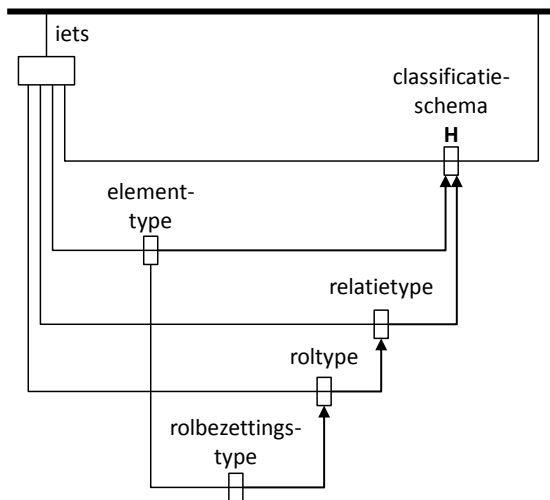 iets
classificatie-
schema
H
element-
type
relatietype
roltype
rolbezettings-
type